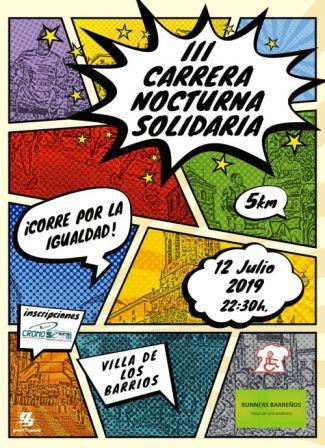 III
CARRERA
NOCTURNA
SOLIDARIA
5km
¡CORRE POR LA
IGUALDAD!
12 Julio
2019
22:30h.
inscripciones
VILLA DE
LOS
BARRIOS
RUNNERS BARREÑOS
VILLA DE LOS BARRIOS